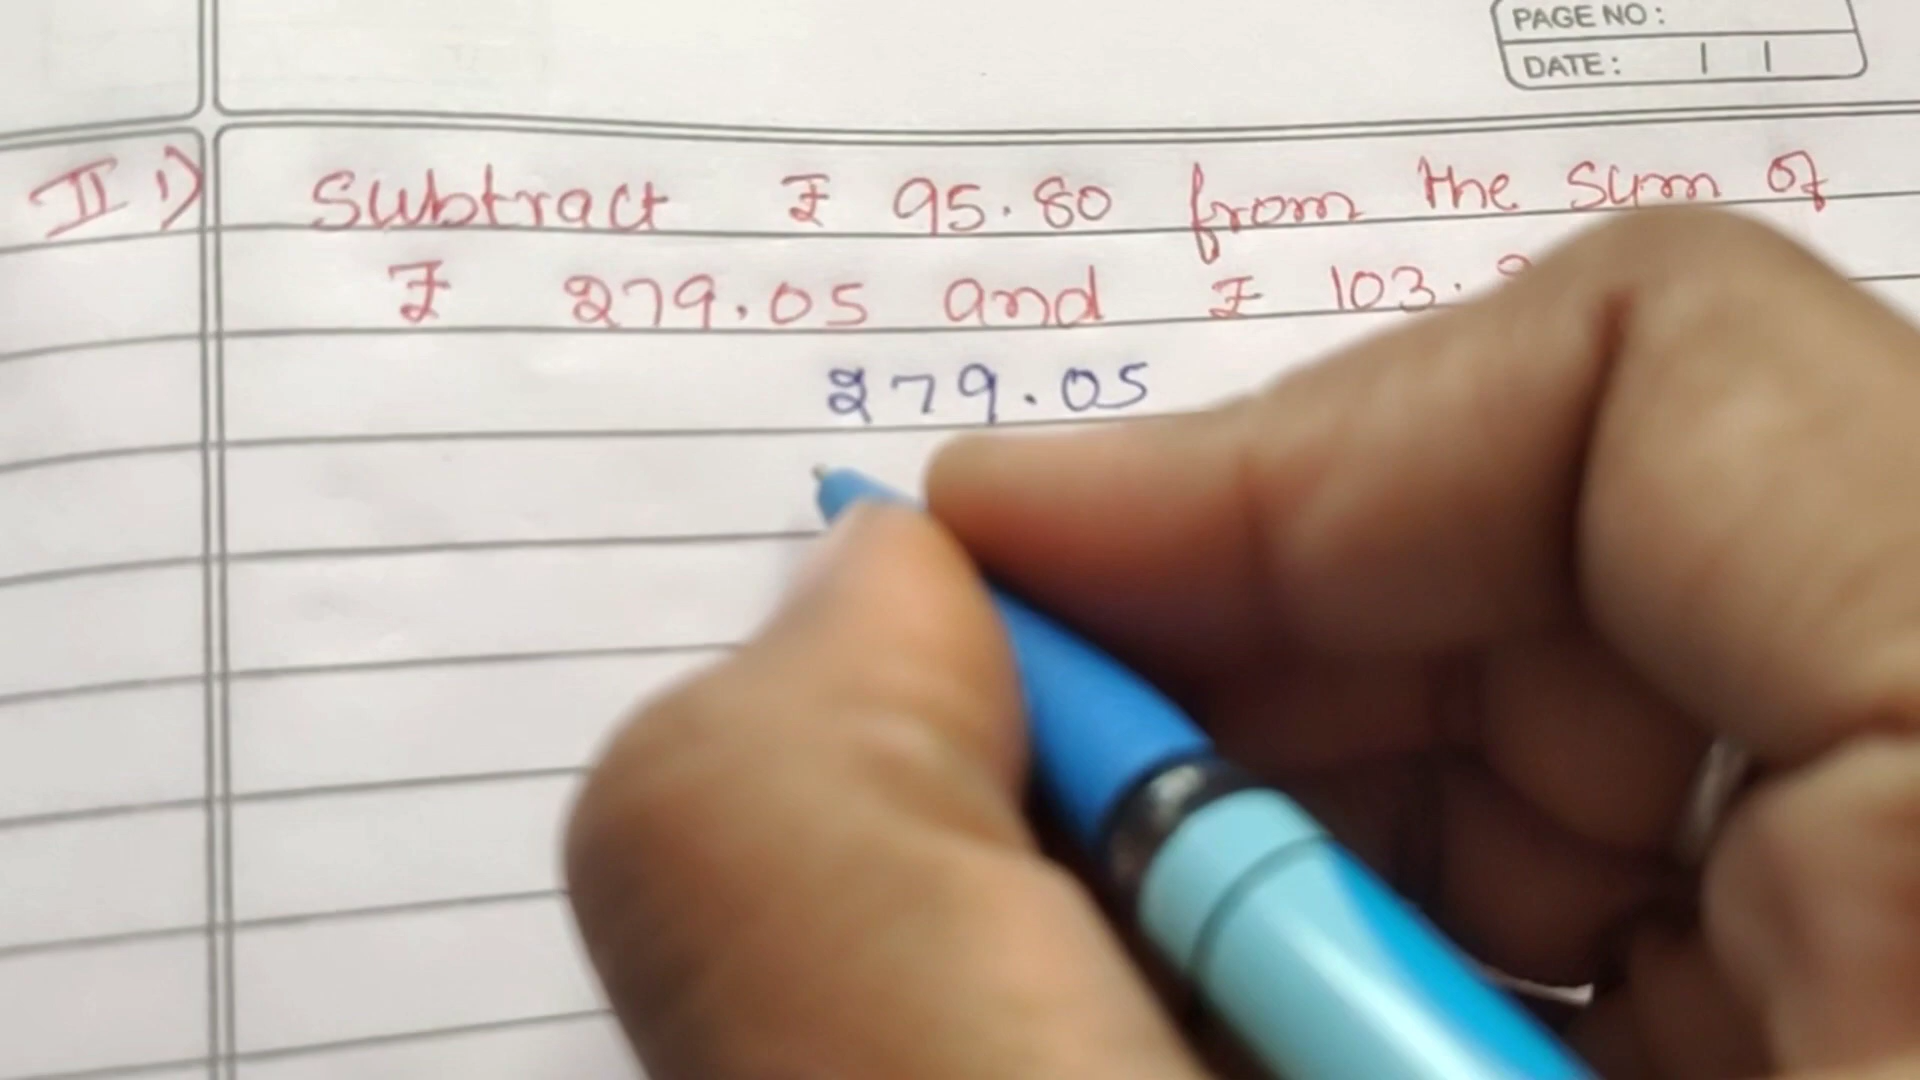 PAGE NO :
DATE :
II 1) Subtract ₹ 95.80 from the sum of
₹ 279.05 and ₹ 103.
279.05